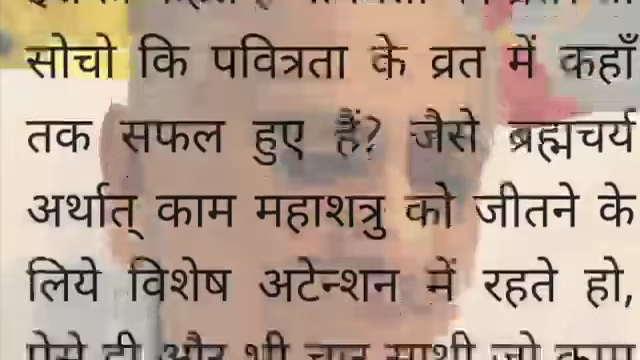 सोचो कि पवित्रता के व्रत में कहाँ
तक सफल हुए हैं? जैसे ब्रह्मचर्य
अर्थात् काम महाशत्रु को जीतने के
लिये विशेष अटेन्शन में रहते हो,
ऐसे ही और भी चार साथी जो काम